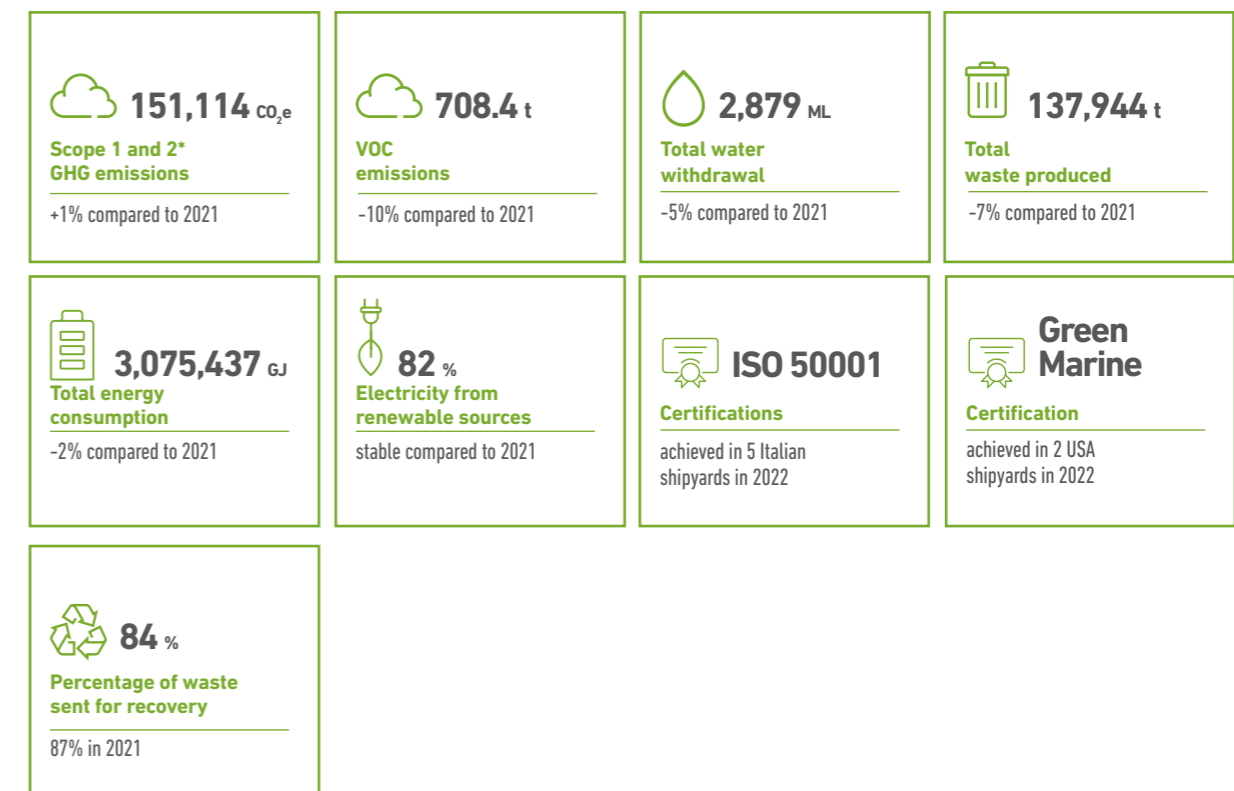 151,114 CO₂e
Scope 1 and 2*
GHG emissions
+1% compared to 2021
708.4 t
VOC
emissions
-10% compared to 2021
2,879 ML
Total water
withdrawal
-5% compared to 2021
137,944 t
Total
waste produced
-7% compared to 2021
3,075,437 GJ
Total energy
consumption
-2% compared to 2021
82 %
Electricity from
renewable sources
stable compared to 2021
ISO 50001
Certifications
achieved in 5 Italian
shipyards in 2022
Green
Marine
Certification
achieved in 2 USA
shipyards in 2022
84 %
Percentage of waste
sent for recovery
87% in 2021